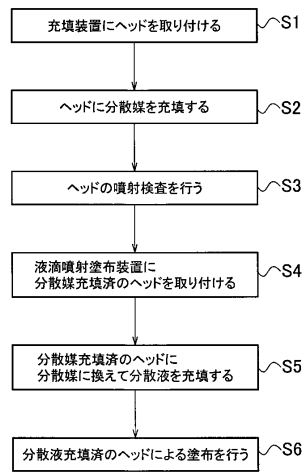 充填装置にヘッドを取り付ける
S1
ヘッドに分散媒を充填する
S2
ヘッドの噴射検査を行う
S3
液滴噴射塗布装置に
分散媒充填済のヘッドを取り付ける
S4
分散媒充填済のヘッドに
分散媒に換えて分散液を充填する
S5
分散液充填済のヘッドによる塗布を行う
S6